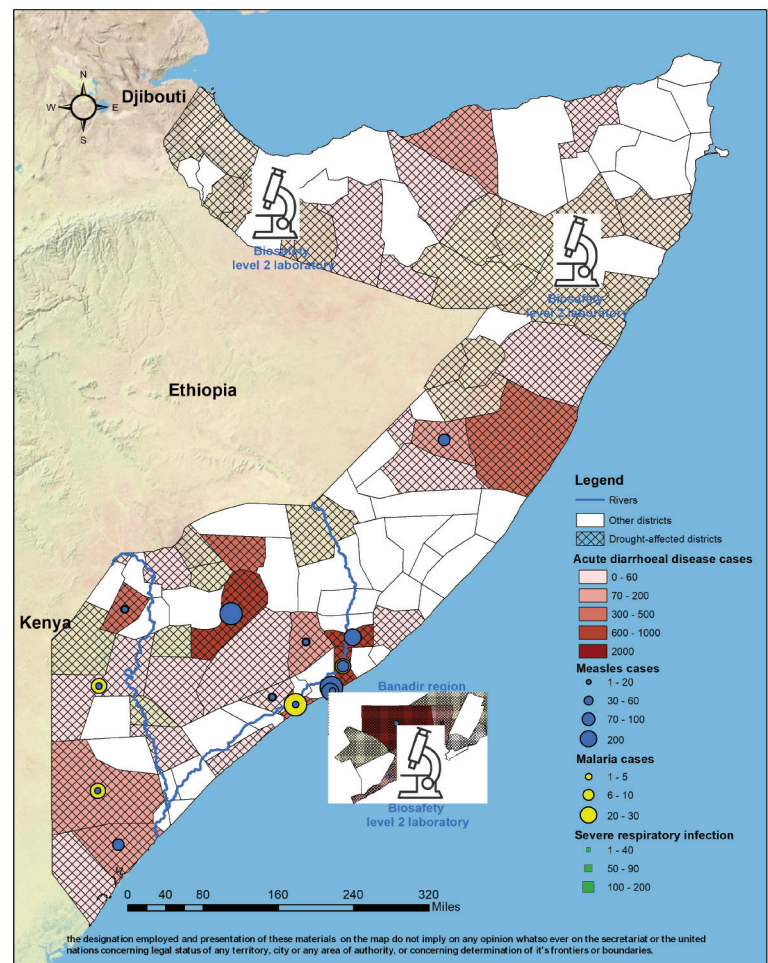 N
W E
S
Djibouti
Biosafety
level 2 laboratory
Biosafety
level 2 laboratory
Ethiopia
Kenya
Banadir region
Biosafety
level 2 laboratory
Legend
Rivers
Other districts
Drought-affected districts
Acute diarrhoeal disease cases
0 - 60
70 - 200
300 - 500
600 - 1000
2000
Measles cases
1 - 20
30 - 60
70 - 100
200
Malaria cases
1 - 5
6 - 10
20 - 30
Severe respiratory infection
1 - 40
50 - 90
100 - 200
0 40 80 160 240 320
Miles
the designation employed and presentation of these materials on the map do not imply on any opinion whatso ever on the secretariat or the united
nations concerning legal status of any territory, city or any area of authority, or concerning determination of it's frontiers or boundaries.